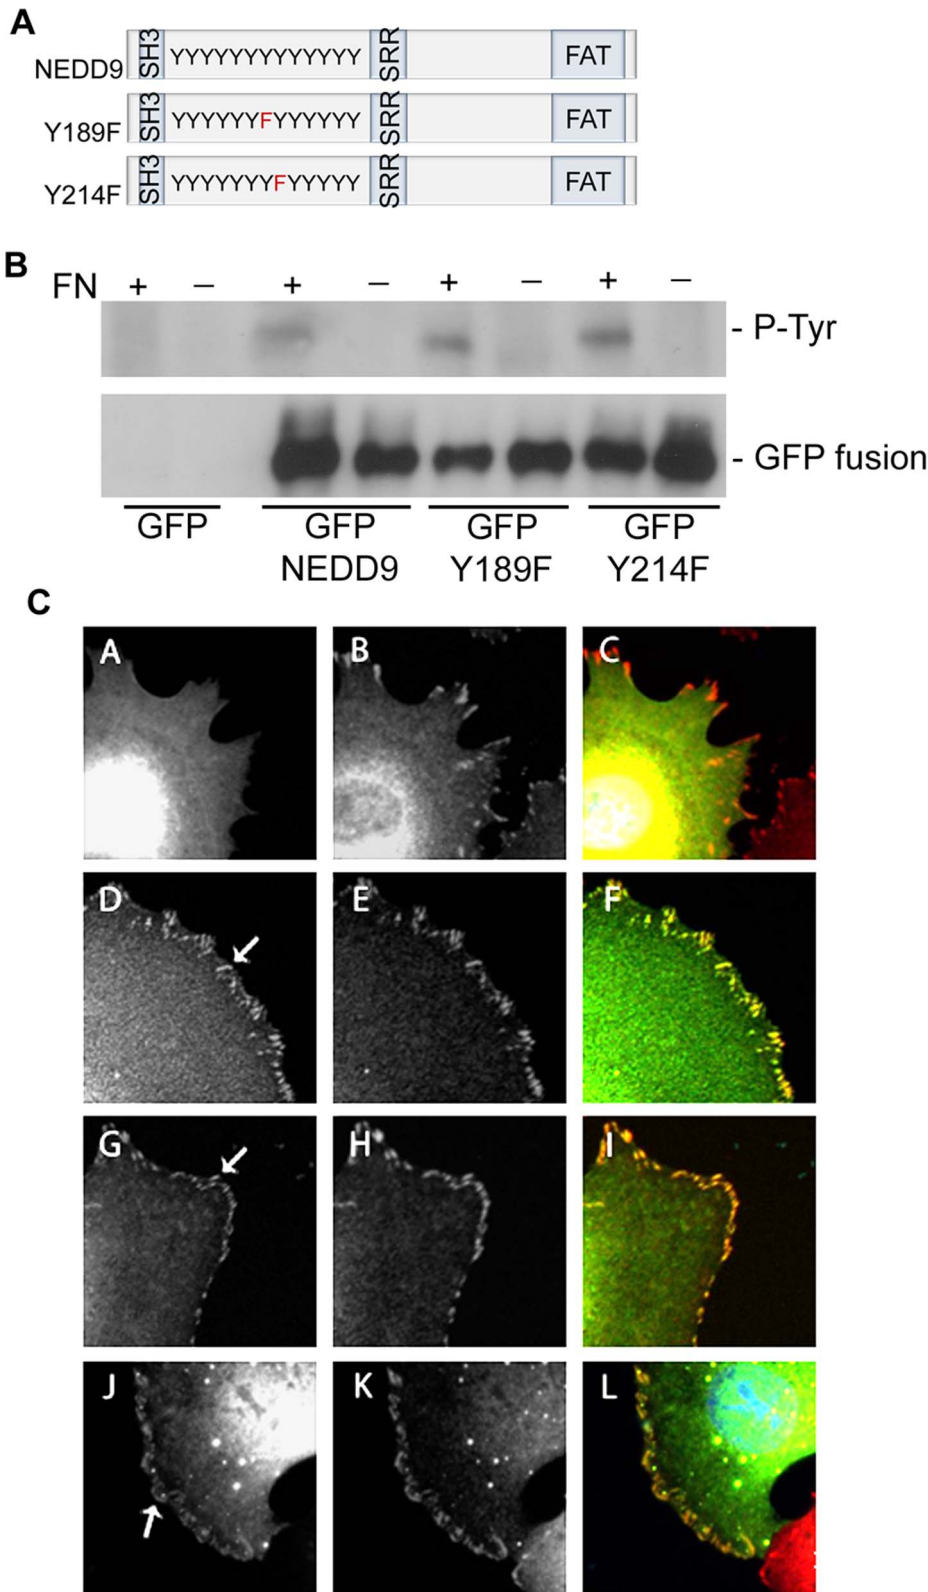 A
NEDD9 SH3 YYYYYYYYYYYYY SRR FAT
Y189F SH3 YYYYYYFYYYYYY SRR FAT
Y214F SH3 YYYYYYYFYYYYY SRR FAT
B
FN + – + – + – + –
- P-Tyr
- GFP fusion
GFP GFP GFP GFP
NEDD9 Y189F Y214F
C
A B C
D E F
G H I
J K L